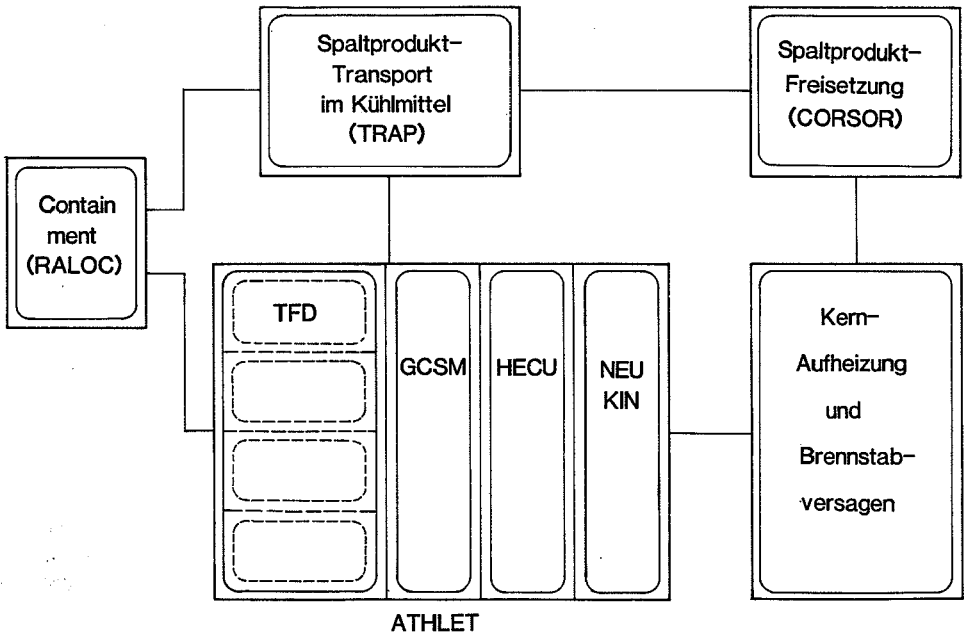 Spaltprodukt-
Transport
im Kühlmittel
(TRAP)
Spaltprodukt-
Freisetzung
(CORSOR)
Contain
ment
(RALOC)
TFD
GCSM
HECU
NEU
KIN
Kern-
Aufheizung
und
Brennstab-
versagen
ATHLET